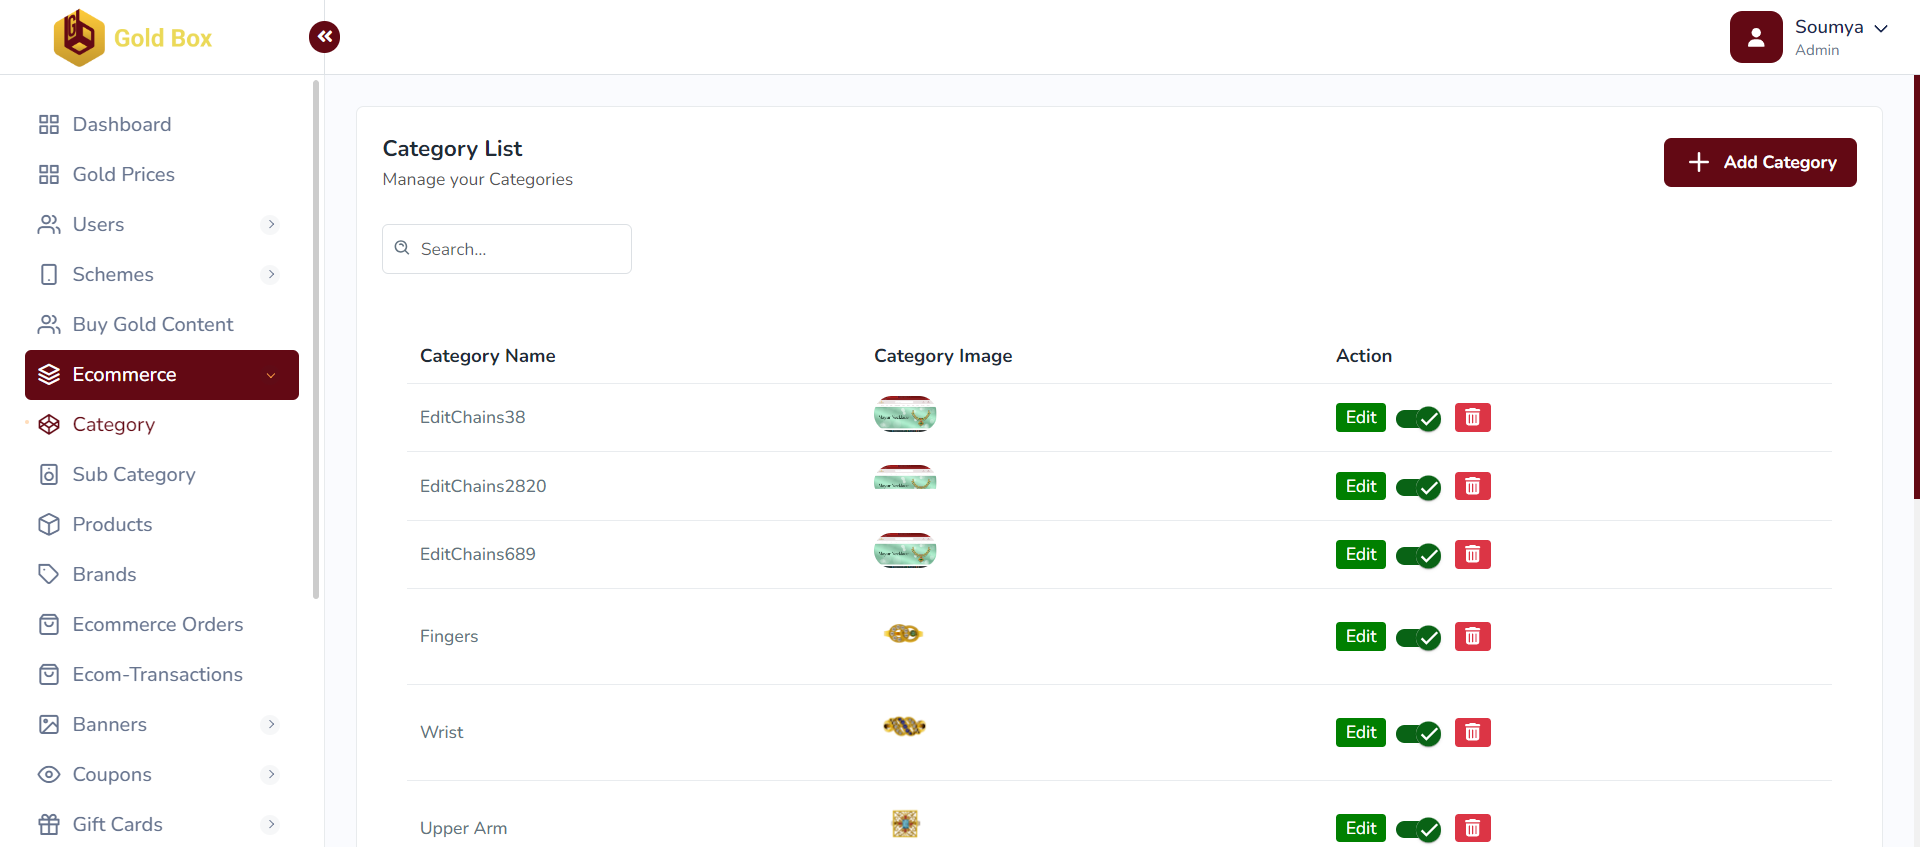 Gold Box
Soumya
Admin
Dashboard
Gold Prices
Users
Schemes
Buy Gold Content
Ecommerce
Category
Sub Category
Products
Brands
Ecommerce Orders
Ecom-Transactions
Banners
Coupons
Gift Cards
Category List
Manage your Categories
Add Category
Search...
Category Name Category Image Action
EditChains38 Edit
EditChains2820 Edit
EditChains689 Edit
Fingers Edit
Wrist Edit
Upper Arm Edit